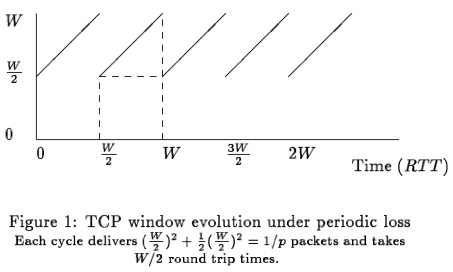 W
W/2
0
0 W/2 W 3W/2 2W
Time (RTT)
Figure 1: TCP window evolution under periodic loss
Each cycle delivers (W/2)² + ½(W/2)² = 1/p packets and takes
W/2 round trip times.